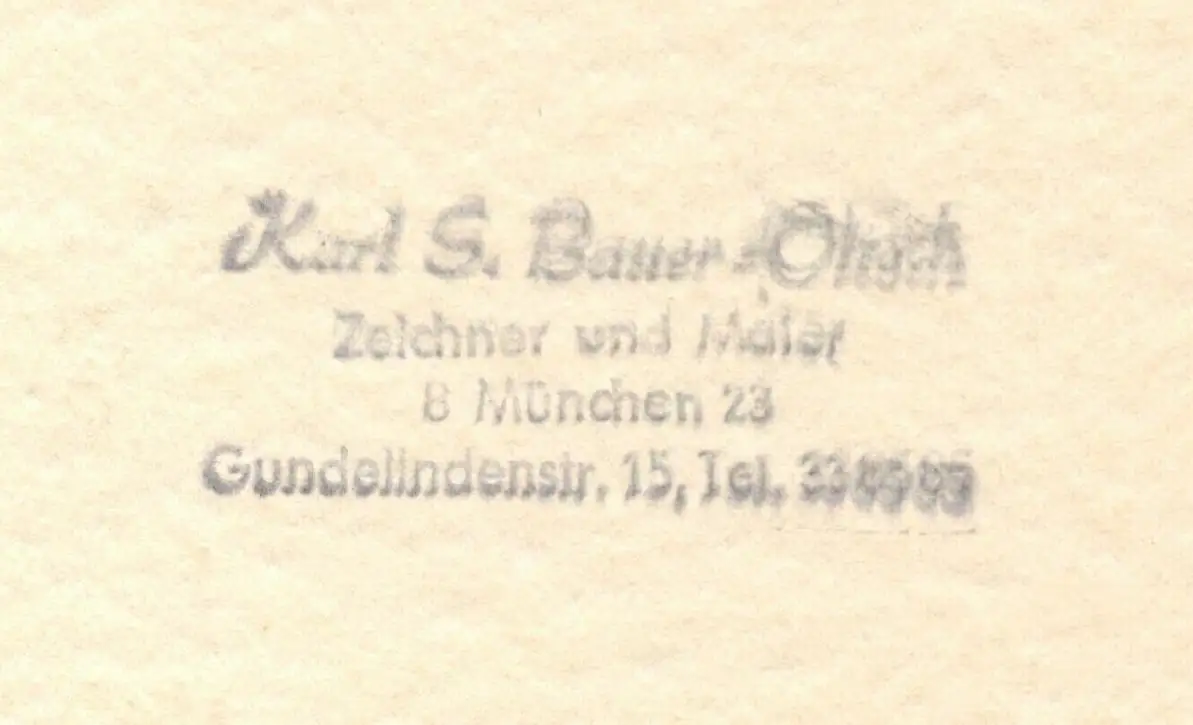 Karl S. Bauer-Oltsch
Zeichner und Maler
8 München 23
Gundelindenstr. 15, Tel.